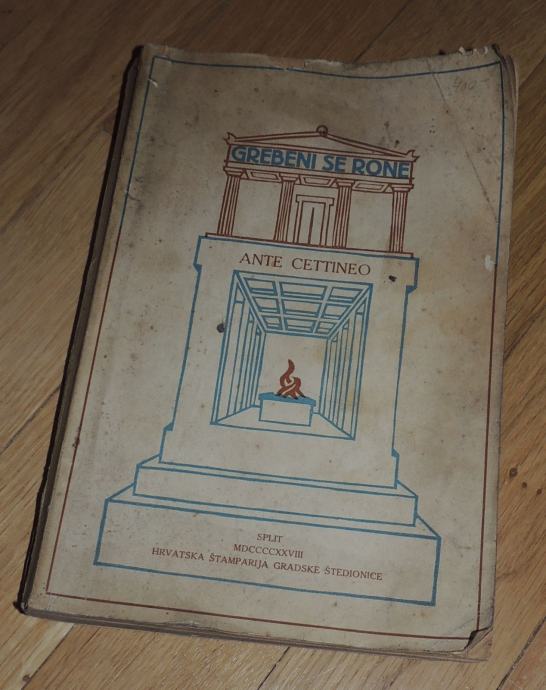 GREBENI SE RONE
ANTE CETTINEO
SPLIT
MDCCCCXXVIII
HRVATSKA ŠTAMPARIJA GRADSKE ŠTEDIONICE